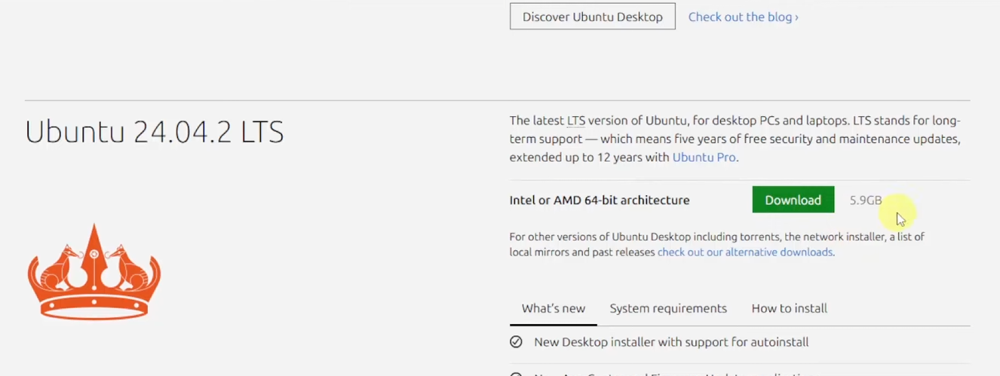 Discover Ubuntu Desktop Check out the blog ›
Ubuntu 24.04.2 LTS
The latest LTS version of Ubuntu, for desktop PCs and laptops. LTS stands for long-
term support — which means five years of free security and maintenance updates,
extended up to 12 years with Ubuntu Pro.
Intel or AMD 64-bit architecture Download 5.9GB
For other versions of Ubuntu Desktop including torrents, the network installer, a list of
local mirrors and past releases check out our alternative downloads.
What's new System requirements How to install
New Desktop installer with support for autoinstall